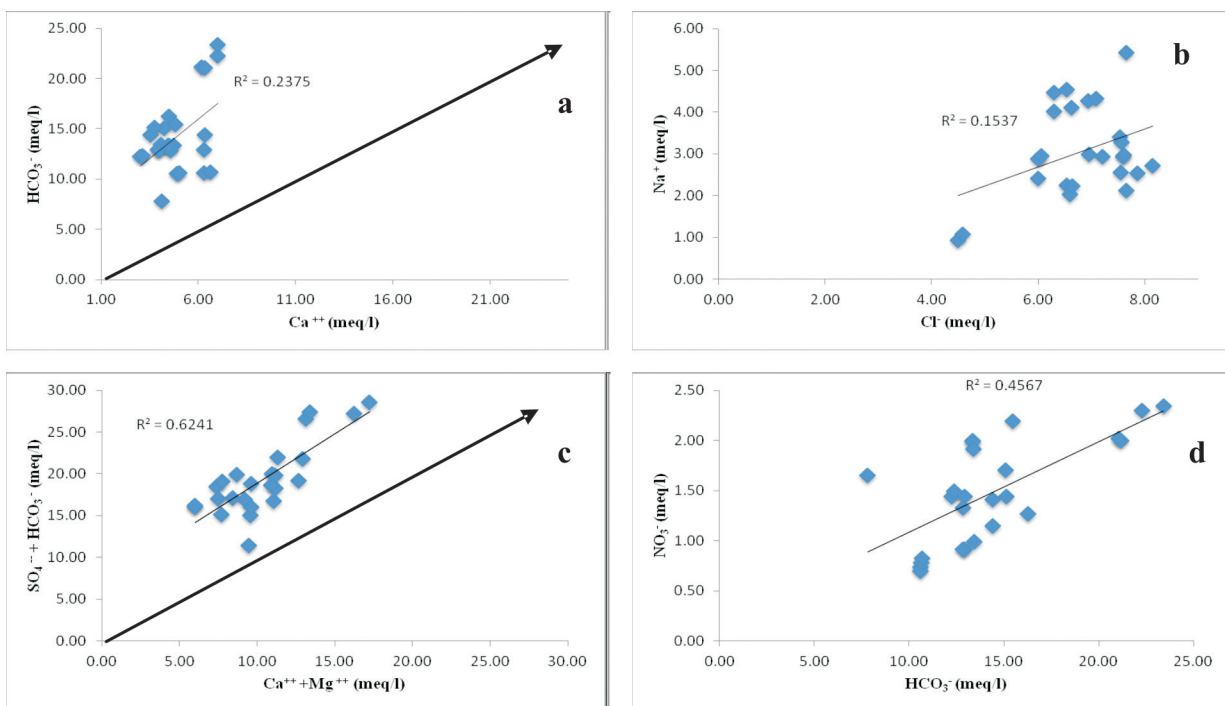 25.00
20.00
15.00
10.00
5.00
0.00
HCO₃⁻ (meq/l)
R² = 0.2375
a
1.00 6.00 11.00 16.00 21.00
Ca ⁺⁺ (meq/l)
6.00
5.00
4.00
3.00
2.00
1.00
0.00
Na⁺ (meq/l)
R² = 0.1537
b
0.00 2.00 4.00 6.00 8.00
Cl⁻ (meq/l)
30.00
25.00
20.00
15.00
10.00
5.00
0.00
SO₄⁻⁻ + HCO₃⁻ (meq/l)
R² = 0.6241
c
0.00 5.00 10.00 15.00 20.00 25.00 30.00
Ca⁺⁺+Mg⁺⁺ (meq/l)
2.50
2.00
1.50
1.00
0.50
0.00
NO₃⁻ (meq/l)
R² = 0.4567
d
0.00 5.00 10.00 15.00 20.00 25.00
HCO₃⁻ (meq/l)